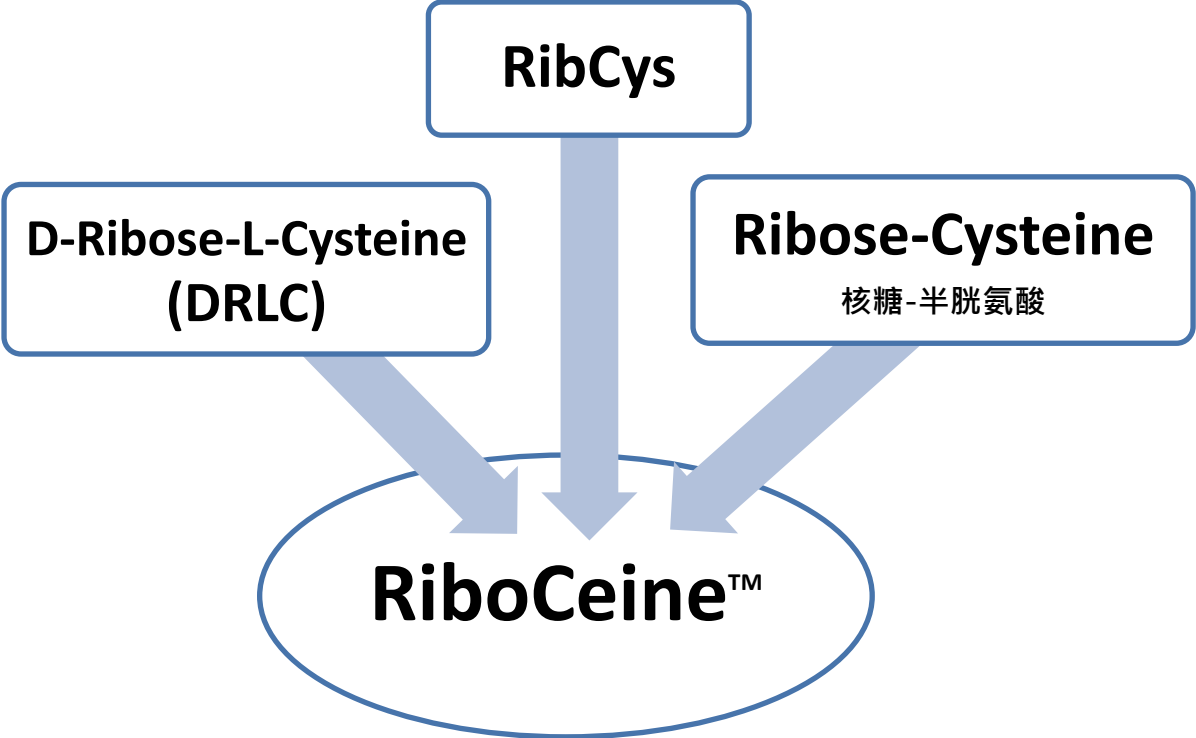 RibCys
D-Ribose-L-Cysteine
(DRLC)
Ribose-Cysteine
核糖-半胱氨酸
RiboCeine™